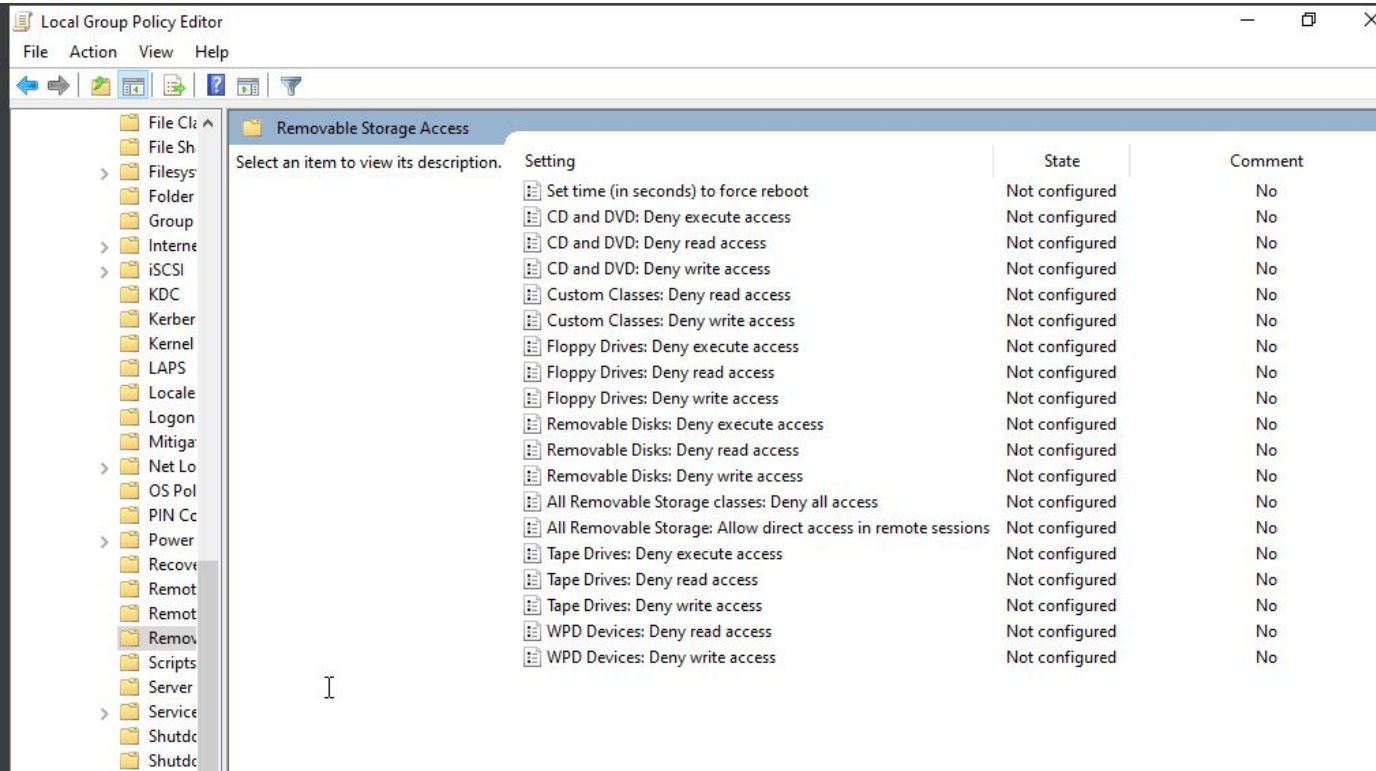 Local Group Policy Editor
File Action View Help
File Cla
File Sh
Filesys
Folder
Group
Interne
iSCSI
KDC
Kerber
Kernel
LAPS
Locale
Logon
Mitiga
Net Lo
OS Pol
PIN Co
Power
Recove
Remot
Remot
Remov
Scripts
Server
Service
Shutdo
Shutdo
Removable Storage Access
Select an item to view its description.
Setting State Comment
Set time (in seconds) to force reboot Not configured No
CD and DVD: Deny execute access Not configured No
CD and DVD: Deny read access Not configured No
CD and DVD: Deny write access Not configured No
Custom Classes: Deny read access Not configured No
Custom Classes: Deny write access Not configured No
Floppy Drives: Deny execute access Not configured No
Floppy Drives: Deny read access Not configured No
Floppy Drives: Deny write access Not configured No
Removable Disks: Deny execute access Not configured No
Removable Disks: Deny read access Not configured No
Removable Disks: Deny write access Not configured No
All Removable Storage classes: Deny all access Not configured No
All Removable Storage: Allow direct access in remote sessions Not configured No
Tape Drives: Deny execute access Not configured No
Tape Drives: Deny read access Not configured No
Tape Drives: Deny write access Not configured No
WPD Devices: Deny read access Not configured No
WPD Devices: Deny write access Not configured No